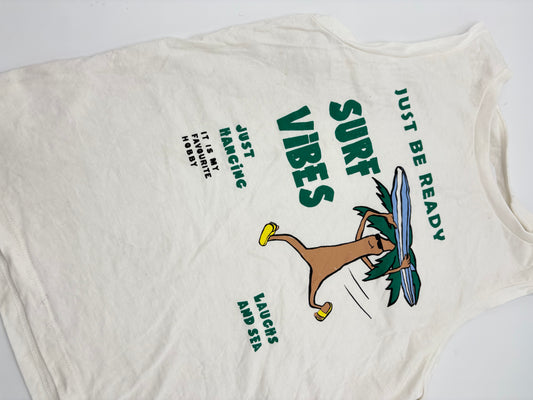 JUST BE READY
SURF
VIBES
JUST
HANGING
IT IS MY
FAVOURITE
HOBBY
LAUGHS
AND SEA